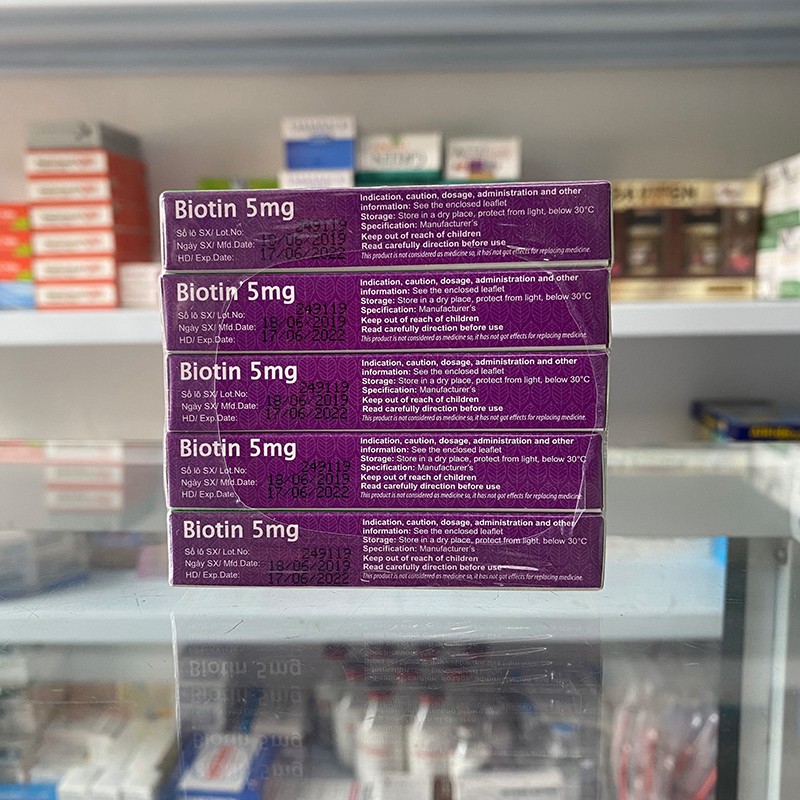 Biotin 5mg
Số lô SX/ Lot.No: 249119
Ngày SX/ Mfd.Date: 18/06/2019
HD/ Exp.Date: 17/06/2022
Indication, caution, dosage, administration and other
information: See the enclosed leaflet
Storage: Store in a dry place, protect from light, below 30°C
Specification: Manufacturer's
Keep out of reach of children
Read carefully direction before use
This product is not considered as medicine so, it has not got effects for replacing medicine.
Biotin 5mg
Số lô SX/ Lot.No: 249119
Ngày SX/ Mfd.Date: 18/06/2019
HD/ Exp.Date: 17/06/2022
Indication, caution, dosage, administration and other
information: See the enclosed leaflet
Storage: Store in a dry place, protect from light, below 30°C
Specification: Manufacturer's
Keep out of reach of children
Read carefully direction before use
This product is not considered as medicine so, it has not got effects for replacing medicine.
Biotin 5mg
Số lô SX/ Lot.No: 249119
Ngày SX/ Mfd.Date: 18/06/2019
HD/ Exp.Date: 17/06/2022
Indication, caution, dosage, administration and other
information: See the enclosed leaflet
Storage: Store in a dry place, protect from light, below 30°C
Specification: Manufacturer's
Keep out of reach of children
Read carefully direction before use
This product is not considered as medicine so, it has not got effects for replacing medicine.
Biotin 5mg
Số lô SX/ Lot.No: 249119
Ngày SX/ Mfd.Date: 18/06/2019
HD/ Exp.Date: 17/06/2022
Indication, caution, dosage, administration and other
information: See the enclosed leaflet
Storage: Store in a dry place, protect from light, below 30°C
Specification: Manufacturer's
Keep out of reach of children
Read carefully direction before use
This product is not considered as medicine so, it has not got effects for replacing medicine.
Biotin 5mg
Số lô SX/ Lot.No: 249119
Ngày SX/ Mfd.Date: 18/06/2019
HD/ Exp.Date: 17/06/2022
Indication, caution, dosage, administration and other
information: See the enclosed leaflet
Storage: Store in a dry place, protect from light, below 30°C
Specification: Manufacturer's
Keep out of reach of children
Read carefully direction before use
This product is not considered as medicine so, it has not got effects for replacing medicine.